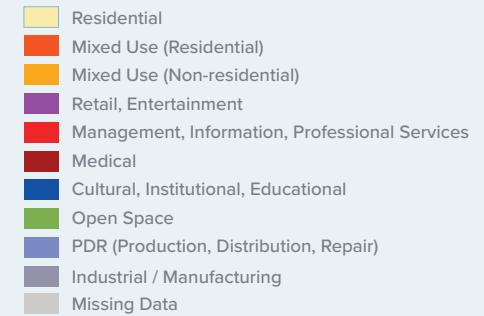 Residential
Mixed Use (Residential)
Mixed Use (Non-residential)
Retail, Entertainment
Management, Information, Professional Services
Medical
Cultural, Institutional, Educational
Open Space
PDR (Production, Distribution, Repair)
Industrial / Manufacturing
Missing Data